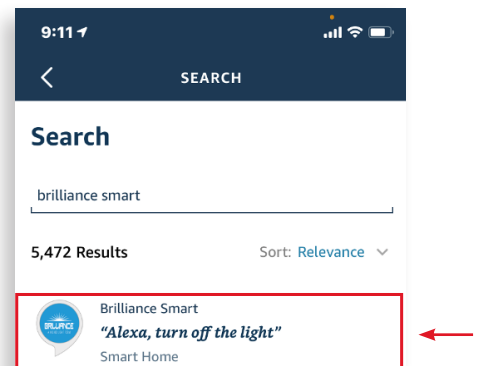 9:11
SEARCH
Search
brilliance smart
5,472 Results
Sort: Relevance
Brilliance Smart
BRILLIANCE
“Alexa, turn off the light”
Smart Home